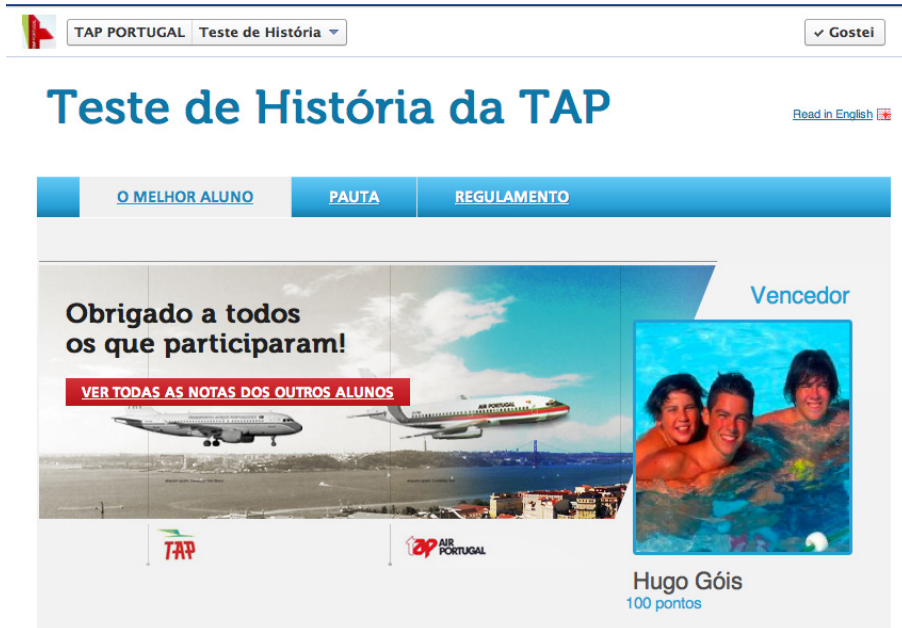 TAP PORTUGAL Teste de História
Gostei
Teste de História da TAP
Read in English
O MELHOR ALUNO PAUTA REGULAMENTO
Vencedor
Obrigado a todos
os que participaram!
VER TODAS AS NOTAS DOS OUTROS ALUNOS
AIR PORTUGAL
TAP
tap AIR
PORTUGAL
Hugo Góis
100 pontos